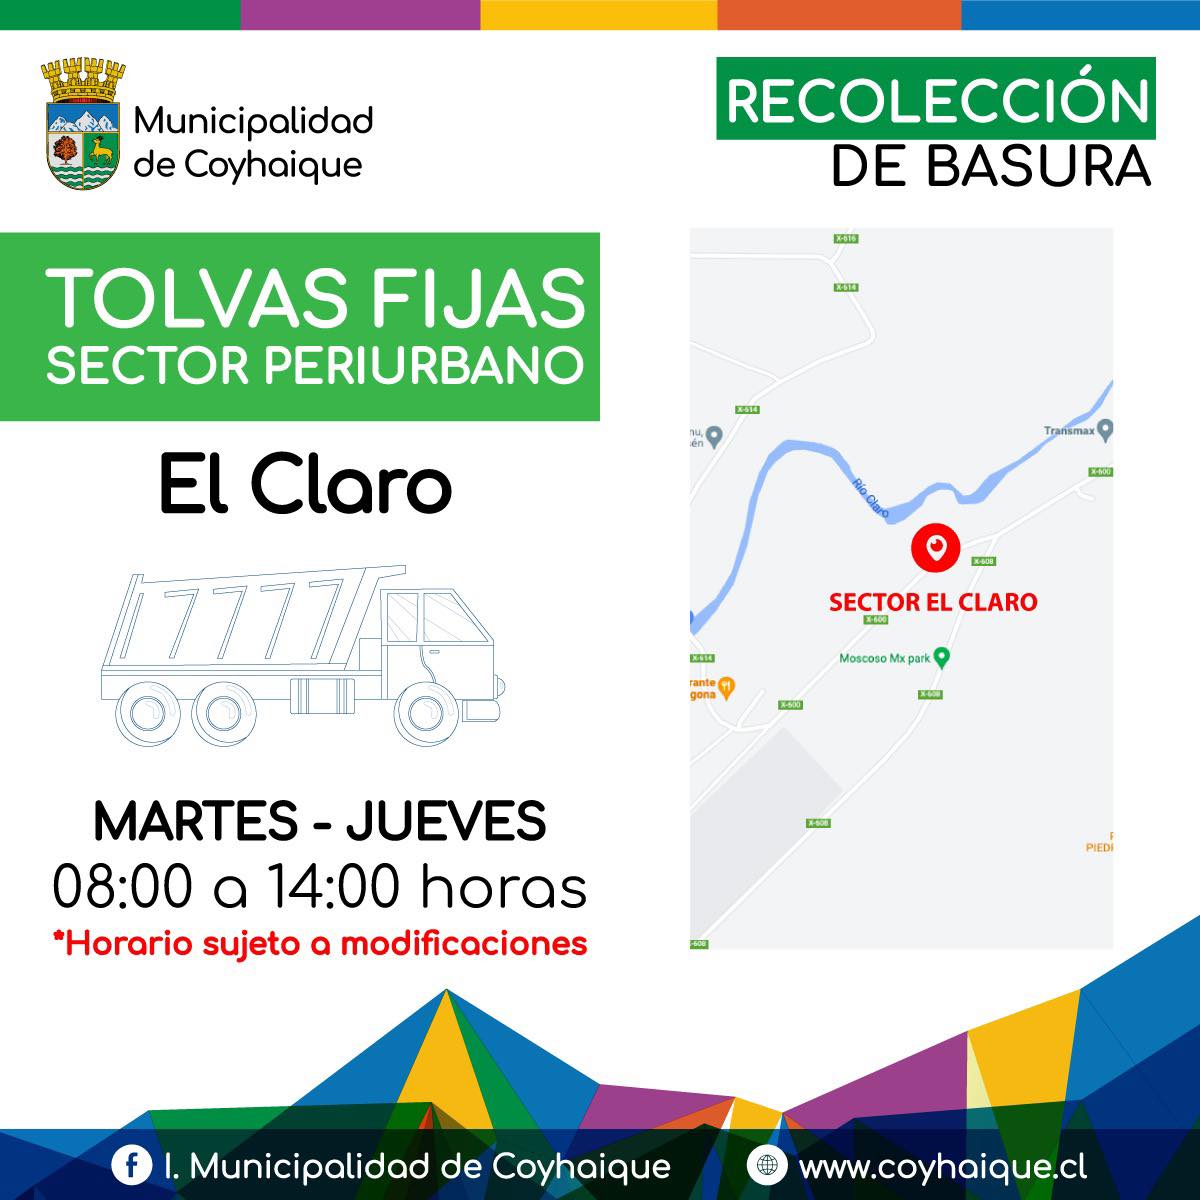 Municipalidad
de Coyhaique
RECOLECCIÓN
DE BASURA
TOLVAS FIJAS
SECTOR PERIURBANO
El Claro
MARTES - JUEVES
08:00 a 14:00 horas
*Horario sujeto a modificaciones
X-616
X-614
X-614
Transmax
X-600
Río Claro
X-608
SECTOR EL CLARO
X-600
X-614
Moscoso Mx park
X-608
X-600
X-608
I. Municipalidad de Coyhaique
www.coyhaique.cl